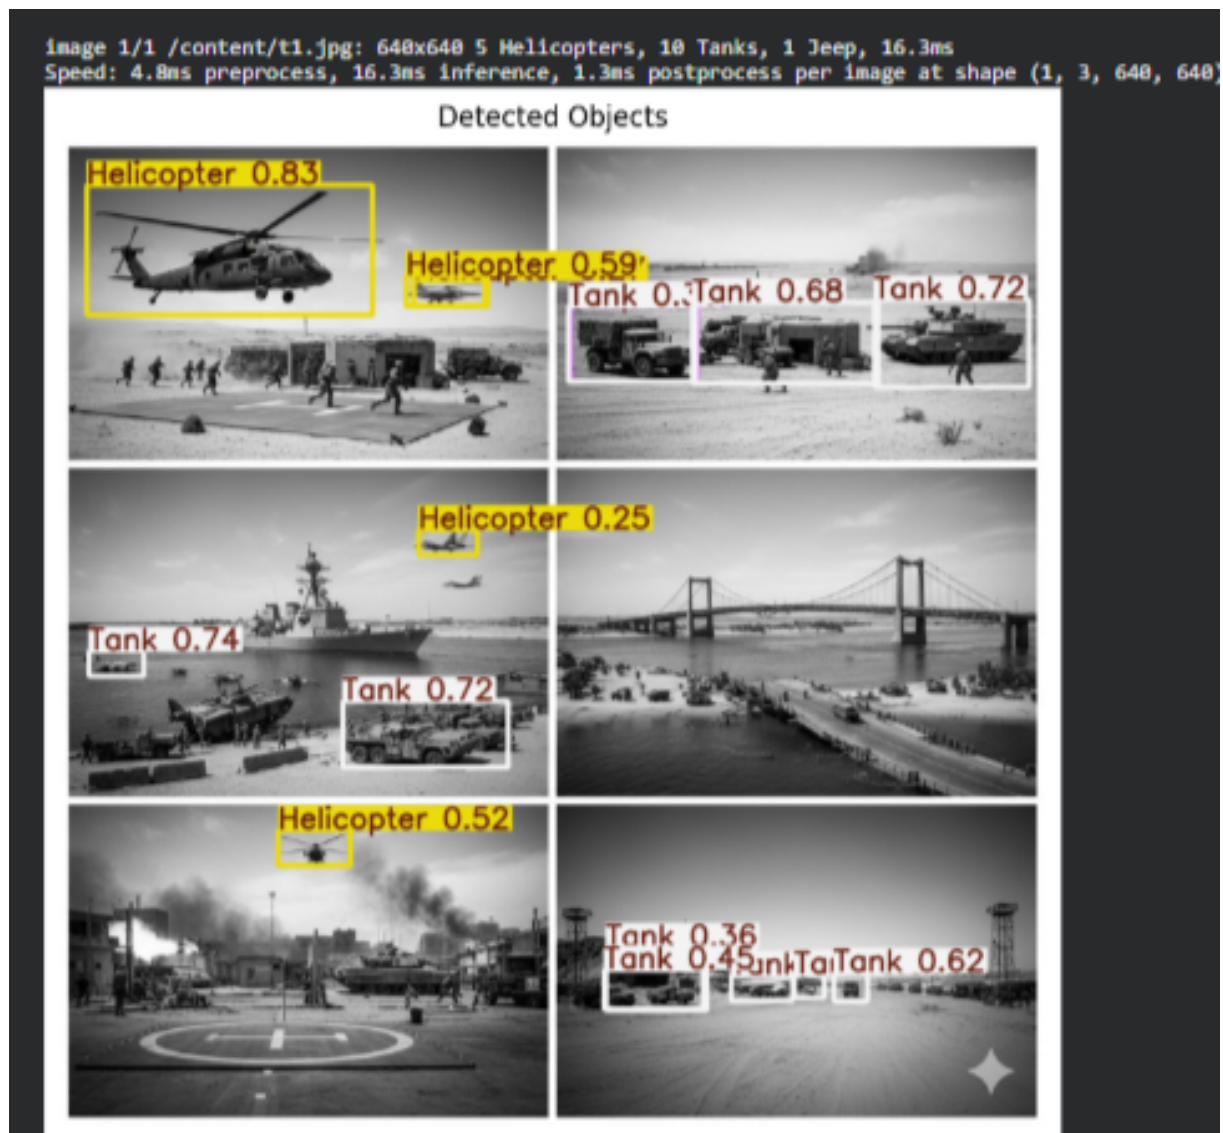 image 1/1 /content/t1.jpg: 640x640 5 Helicopters, 10 Tanks, 1 Jeep, 16.3ms
Speed: 4.8ms preprocess, 16.3ms inference, 1.3ms postprocess per image at shape (1, 3, 640, 640)
Detected Objects
Helicopter 0.83
Helicopter 0.59
Tank 0.
Tank 0.68
Tank 0.72
Helicopter 0.25
Tank 0.74
Tank 0.72
Helicopter 0.52
Tank 0.36
Tank 0.45
Tank 0.62